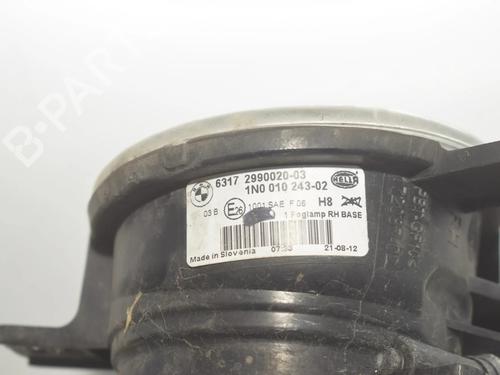 B-PARTS
6317 2990020-03
1N0 010 243-02
HELLA
03 B E26 1001 SAE F 06 H8
1 Foglamp RH BASE
Made in Slovenia 21-08-12